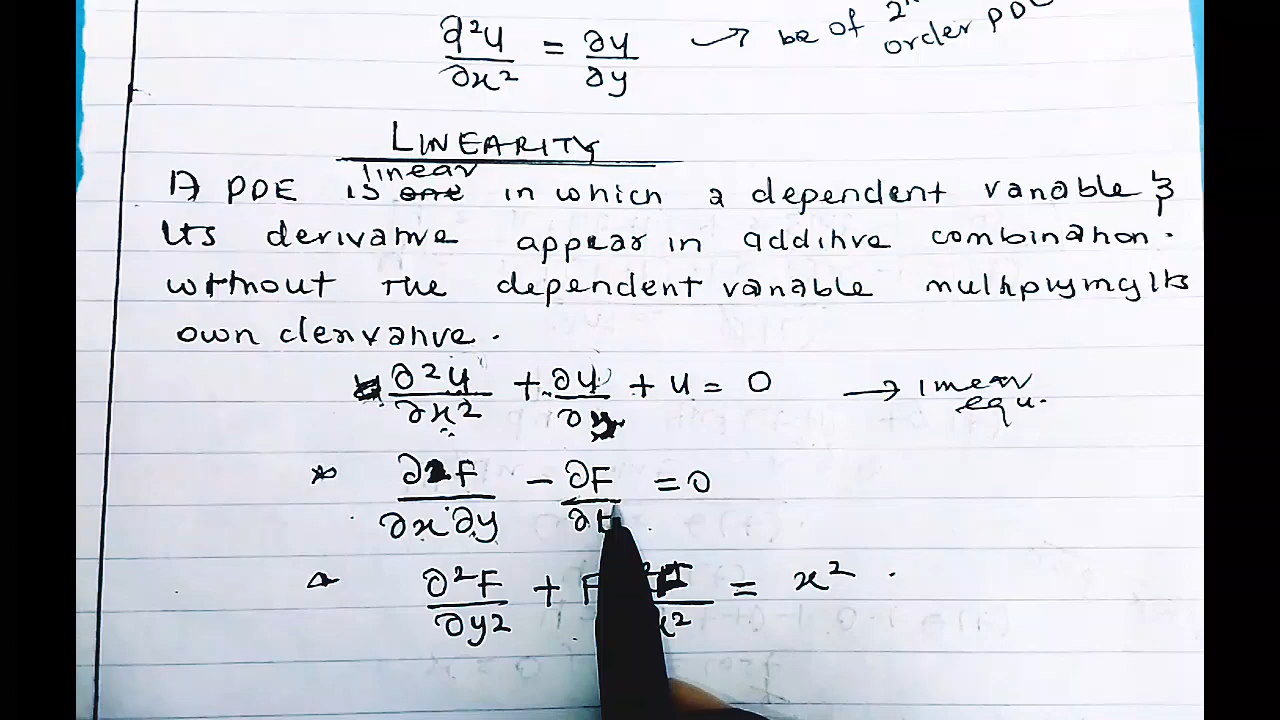 ∂²U/∂x² = ∂y/∂y → be of 2ⁿ order PDE
LINEARITY
A PDE is linear in which a dependent variable &
Its derivative appear in additive combination.
without the dependent variable multiplying Its
own derivative.
∂²U/∂x² + ∂U/∂y + U = 0 → linear equ.
* ∂2F/∂x∂y - ∂F/∂t = 0
∂²F/∂y2 + F = x² .